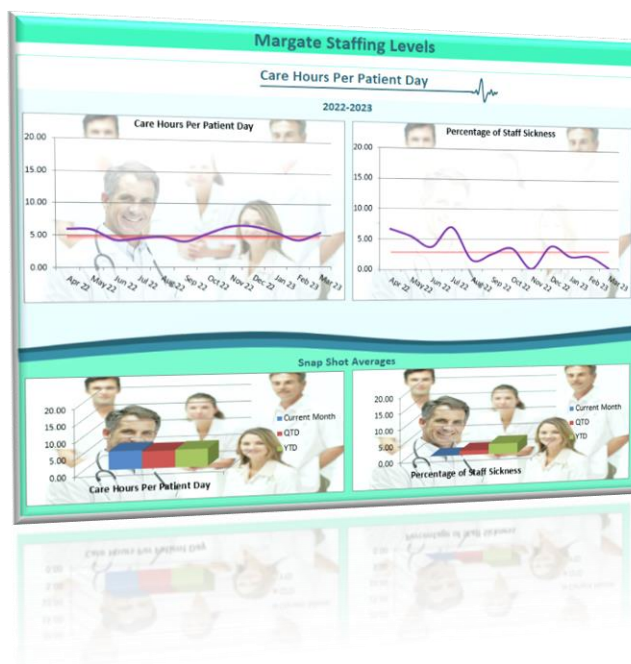 Margate Staffing Levels
Care Hours Per Patient Day
2022-2023
Care Hours Per Patient Day
20.00
15.00
10.00
5.00
0.00
Apr 22
May 22
Jun 22
Jul 22
Aug 22
Sep 22
Oct 22
Nov 22
Dec 22
Jan 23
Feb 23
Mar 23
Percentage of Staff Sickness
20.00
15.00
10.00
5.00
0.00
Apr 22
May 22
Jun 22
Jul 22
Aug 22
Sep 22
Oct 22
Nov 22
Dec 22
Jan 23
Feb 23
Mar 23
Snap Shot Averages
20.00
15.00
10.00
5.00
0.00
Current Month
QTD
YTD
Care Hours Per Patient Day
20.00
15.00
10.00
5.00
0.00
Current Month
QTD
YTD
Percentage of Staff Sickness